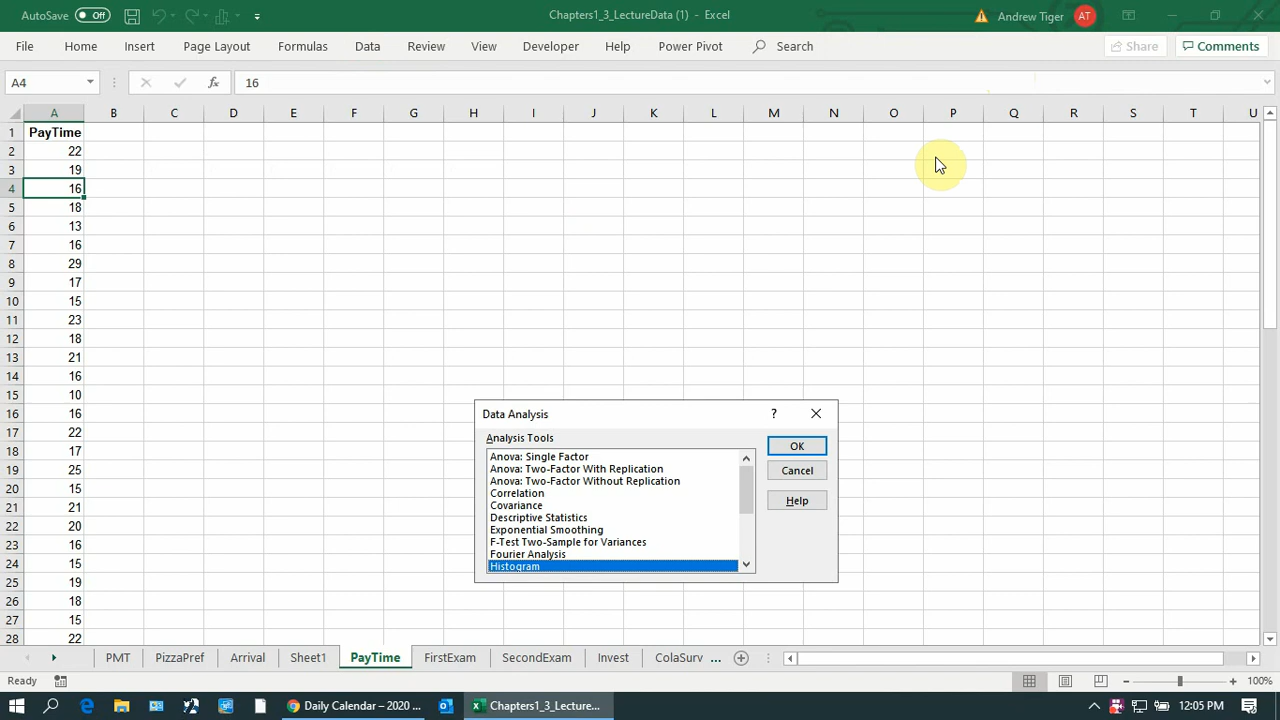 AutoSave Off
Chapters1_3_LectureData (1) - Excel
Andrew Tiger AT
File Home Insert Page Layout Formulas Data Review View Developer Help Power Pivot Search Share Comments
A4 fx 16
A B C D E F G H I J K L M N O P Q R S T U
1 PayTime
2 22
3 19
4 16
5 18
6 13
7 16
8 29
9 17
10 15
11 23
12 18
13 21
14 16
15 10
16 16
17 22
18 17
19 25
20 15
21 21
22 20
23 16
24 15
25 19
26 18
27 15
28 22
Data Analysis ?
Analysis Tools
Anova: Single Factor
Anova: Two-Factor With Replication
Anova: Two-Factor Without Replication
Correlation
Covariance
Descriptive Statistics
Exponential Smoothing
F-Test Two-Sample for Variances
Fourier Analysis
Histogram
OK
Cancel
Help
PMT PizzaPref Arrival Sheet1 PayTime FirstExam SecondExam Invest ColaSurv ...
Ready 100%
Daily Calendar – 2020 ... Chapters1_3_Lecture... 12:05 PM